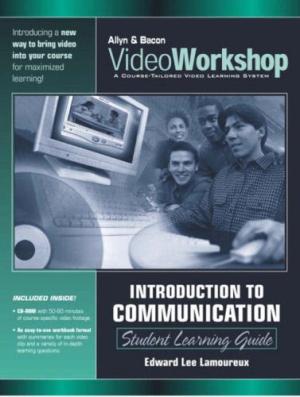 Introducing a new
way to bring video
into your course
for maximized
learning!
Allyn & Bacon
VideoWorkshop
A COURSE-TAILORED VIDEO LEARNING SYSTEM
INCLUDED INSIDE!
• CD-ROM with 50-60 minutes
of course-specific video footage
• An easy-to-use workbook format
with summaries for each video
clip and a variety of in-depth
learning questions
INTRODUCTION TO
COMMUNICATION
Student Learning Guide
Edward Lee Lamoureux